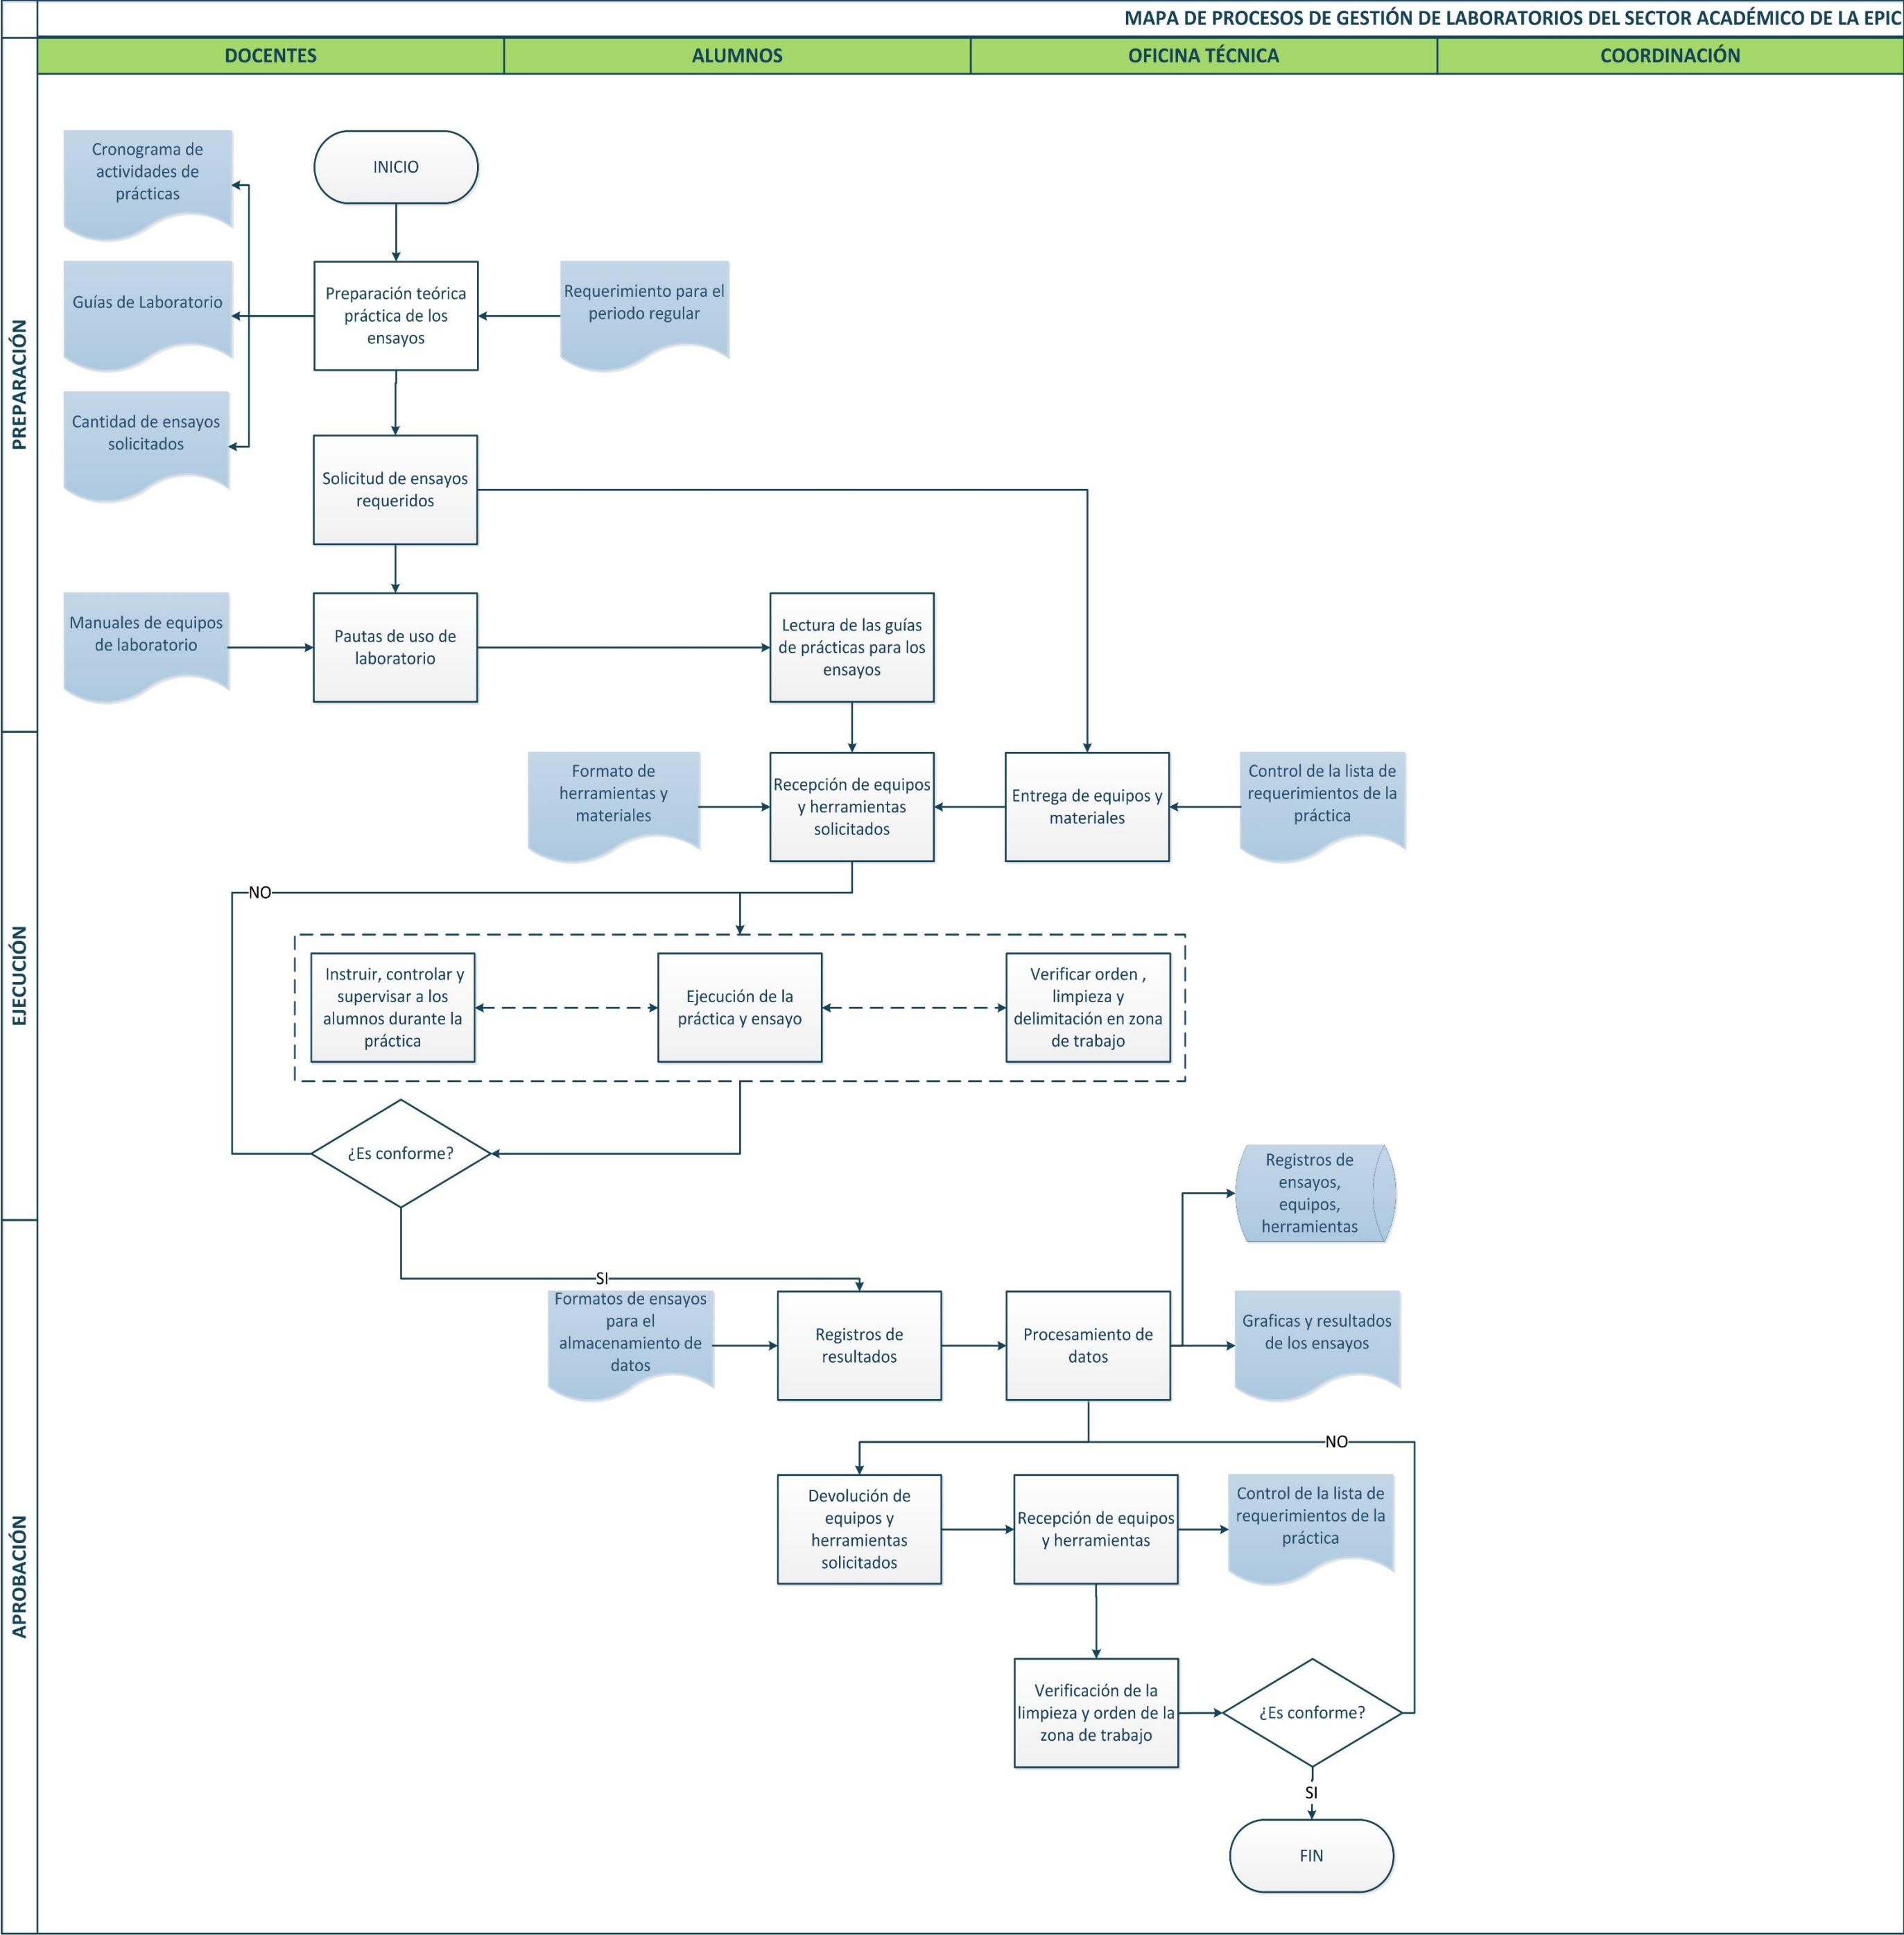 MAPA DE PROCESOS DE GESTIÓN DE LABORATORIOS DEL SECTOR ACADÉMICO DE LA EPIC
DOCENTES
ALUMNOS
OFICINA TÉCNICA
COORDINACIÓN
PREPARACIÓN
Cronograma de
actividades de
prácticas
INICIO
Guías de Laboratorio
Preparación teórica
práctica de los
ensayos
Requerimiento para el
periodo regular
Cantidad de ensayos
solicitados
Solicitud de ensayos
requeridos
Manuales de equipos
de laboratorio
Pautas de uso de
laboratorio
Lectura de las guías
de prácticas para los
ensayos
EJECUCIÓN
Formato de
herramientas y
materiales
Recepción de equipos
y herramientas
solicitados
Entrega de equipos y
materiales
Control de la lista de
requerimientos de la
práctica
NO
Instruir, controlar y
supervisar a los
alumnos durante la
práctica
Ejecución de la
práctica y ensayo
Verificar orden ,
limpieza y
delimitación en zona
de trabajo
¿Es conforme?
Registros de
ensayos,
equipos,
herramientas
APROBACIÓN
SI
Formatos de ensayos
para el
almacenamiento de
datos
Registros de
resultados
Procesamiento de
datos
Graficas y resultados
de los ensayos
NO
Devolución de
equipos y
herramientas
solicitados
Recepción de equipos
y herramientas
Control de la lista de
requerimientos de la
práctica
Verificación de la
limpieza y orden de la
zona de trabajo
¿Es conforme?
SI
FIN